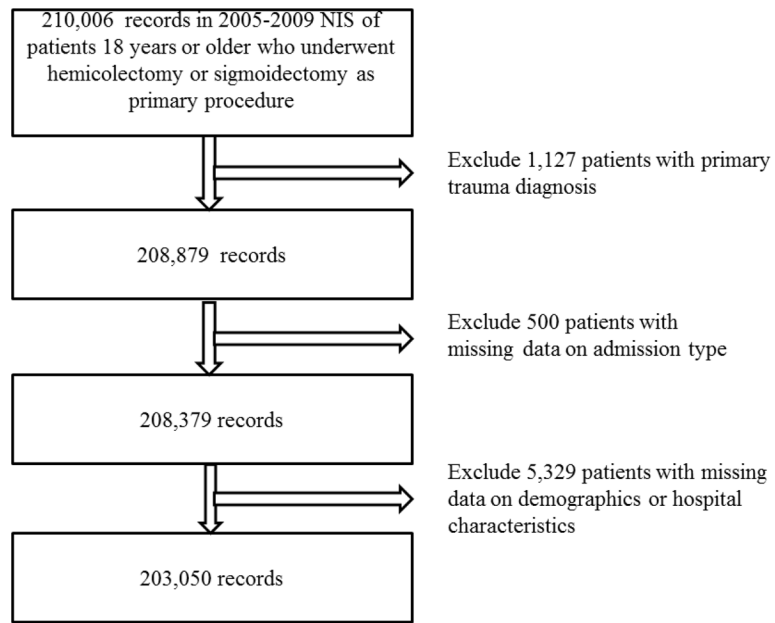 210,006 records in 2005-2009 NIS of
patients 18 years or older who underwent
hemicolectomy or sigmoidectomy as
primary procedure
Exclude 1,127 patients with primary
trauma diagnosis
208,879 records
Exclude 500 patients with
missing data on admission type
208,379 records
Exclude 5,329 patients with missing
data on demographics or hospital
characteristics
203,050 records